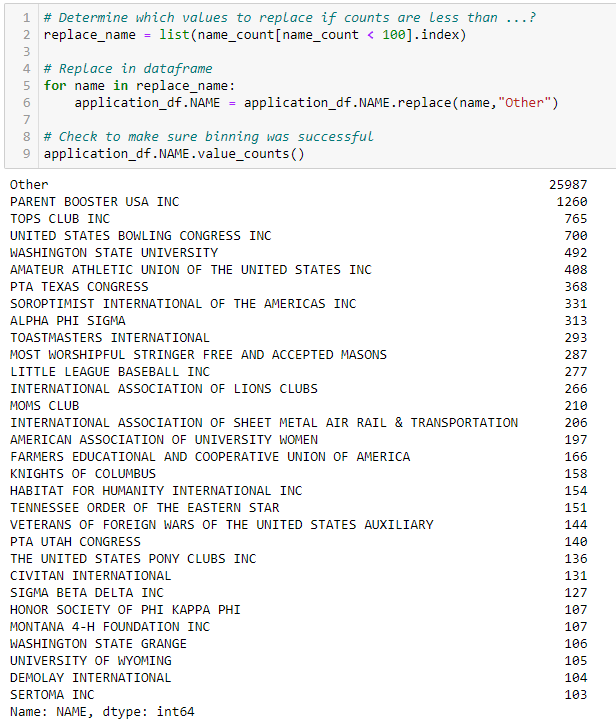 1 # Determine which values to replace if counts are less than ...?
2 replace_name = list(name_count[name_count < 100].index)
3
4 # Replace in dataframe
5 for name in replace_name:
6     application_df.NAME = application_df.NAME.replace(name,"Other")
7
8 # Check to make sure binning was successful
9 application_df.NAME.value_counts()
Other 25987
PARENT BOOSTER USA INC 1260
TOPS CLUB INC 765
UNITED STATES BOWLING CONGRESS INC 700
WASHINGTON STATE UNIVERSITY 492
AMATEUR ATHLETIC UNION OF THE UNITED STATES INC 408
PTA TEXAS CONGRESS 368
SOROPTIMIST INTERNATIONAL OF THE AMERICAS INC 331
ALPHA PHI SIGMA 313
TOASTMASTERS INTERNATIONAL 293
MOST WORSHIPFUL STRINGER FREE AND ACCEPTED MASONS 287
LITTLE LEAGUE BASEBALL INC 277
INTERNATIONAL ASSOCIATION OF LIONS CLUBS 266
MOMS CLUB 210
INTERNATIONAL ASSOCIATION OF SHEET METAL AIR RAIL & TRANSPORTATION 206
AMERICAN ASSOCIATION OF UNIVERSITY WOMEN 197
FARMERS EDUCATIONAL AND COOPERATIVE UNION OF AMERICA 166
KNIGHTS OF COLUMBUS 158
HABITAT FOR HUMANITY INTERNATIONAL INC 154
TENNESSEE ORDER OF THE EASTERN STAR 151
VETERANS OF FOREIGN WARS OF THE UNITED STATES AUXILIARY 144
PTA UTAH CONGRESS 140
THE UNITED STATES PONY CLUBS INC 136
CIVITAN INTERNATIONAL 131
SIGMA BETA DELTA INC 127
HONOR SOCIETY OF PHI KAPPA PHI 107
MONTANA 4-H FOUNDATION INC 107
WASHINGTON STATE GRANGE 106
UNIVERSITY OF WYOMING 105
DEMOLAY INTERNATIONAL 104
SERTOMA INC 103
Name: NAME, dtype: int64